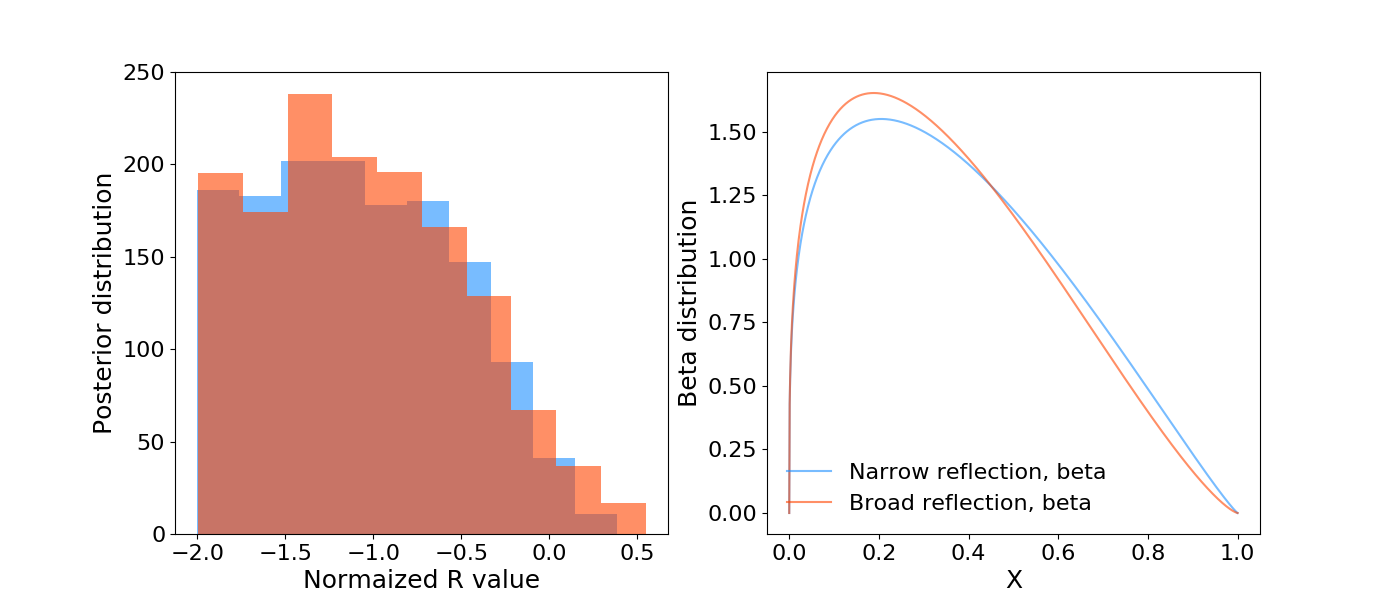 250
200
150
100
50
0
Posterior distribution
−2.0 −1.5 −1.0 −0.5 0.0 0.5
Normaized R value
1.50
1.25
1.00
0.75
0.50
0.25
0.00
Beta distribution
Narrow reflection, beta
Broad reflection, beta
0.0 0.2 0.4 0.6 0.8 1.0
X